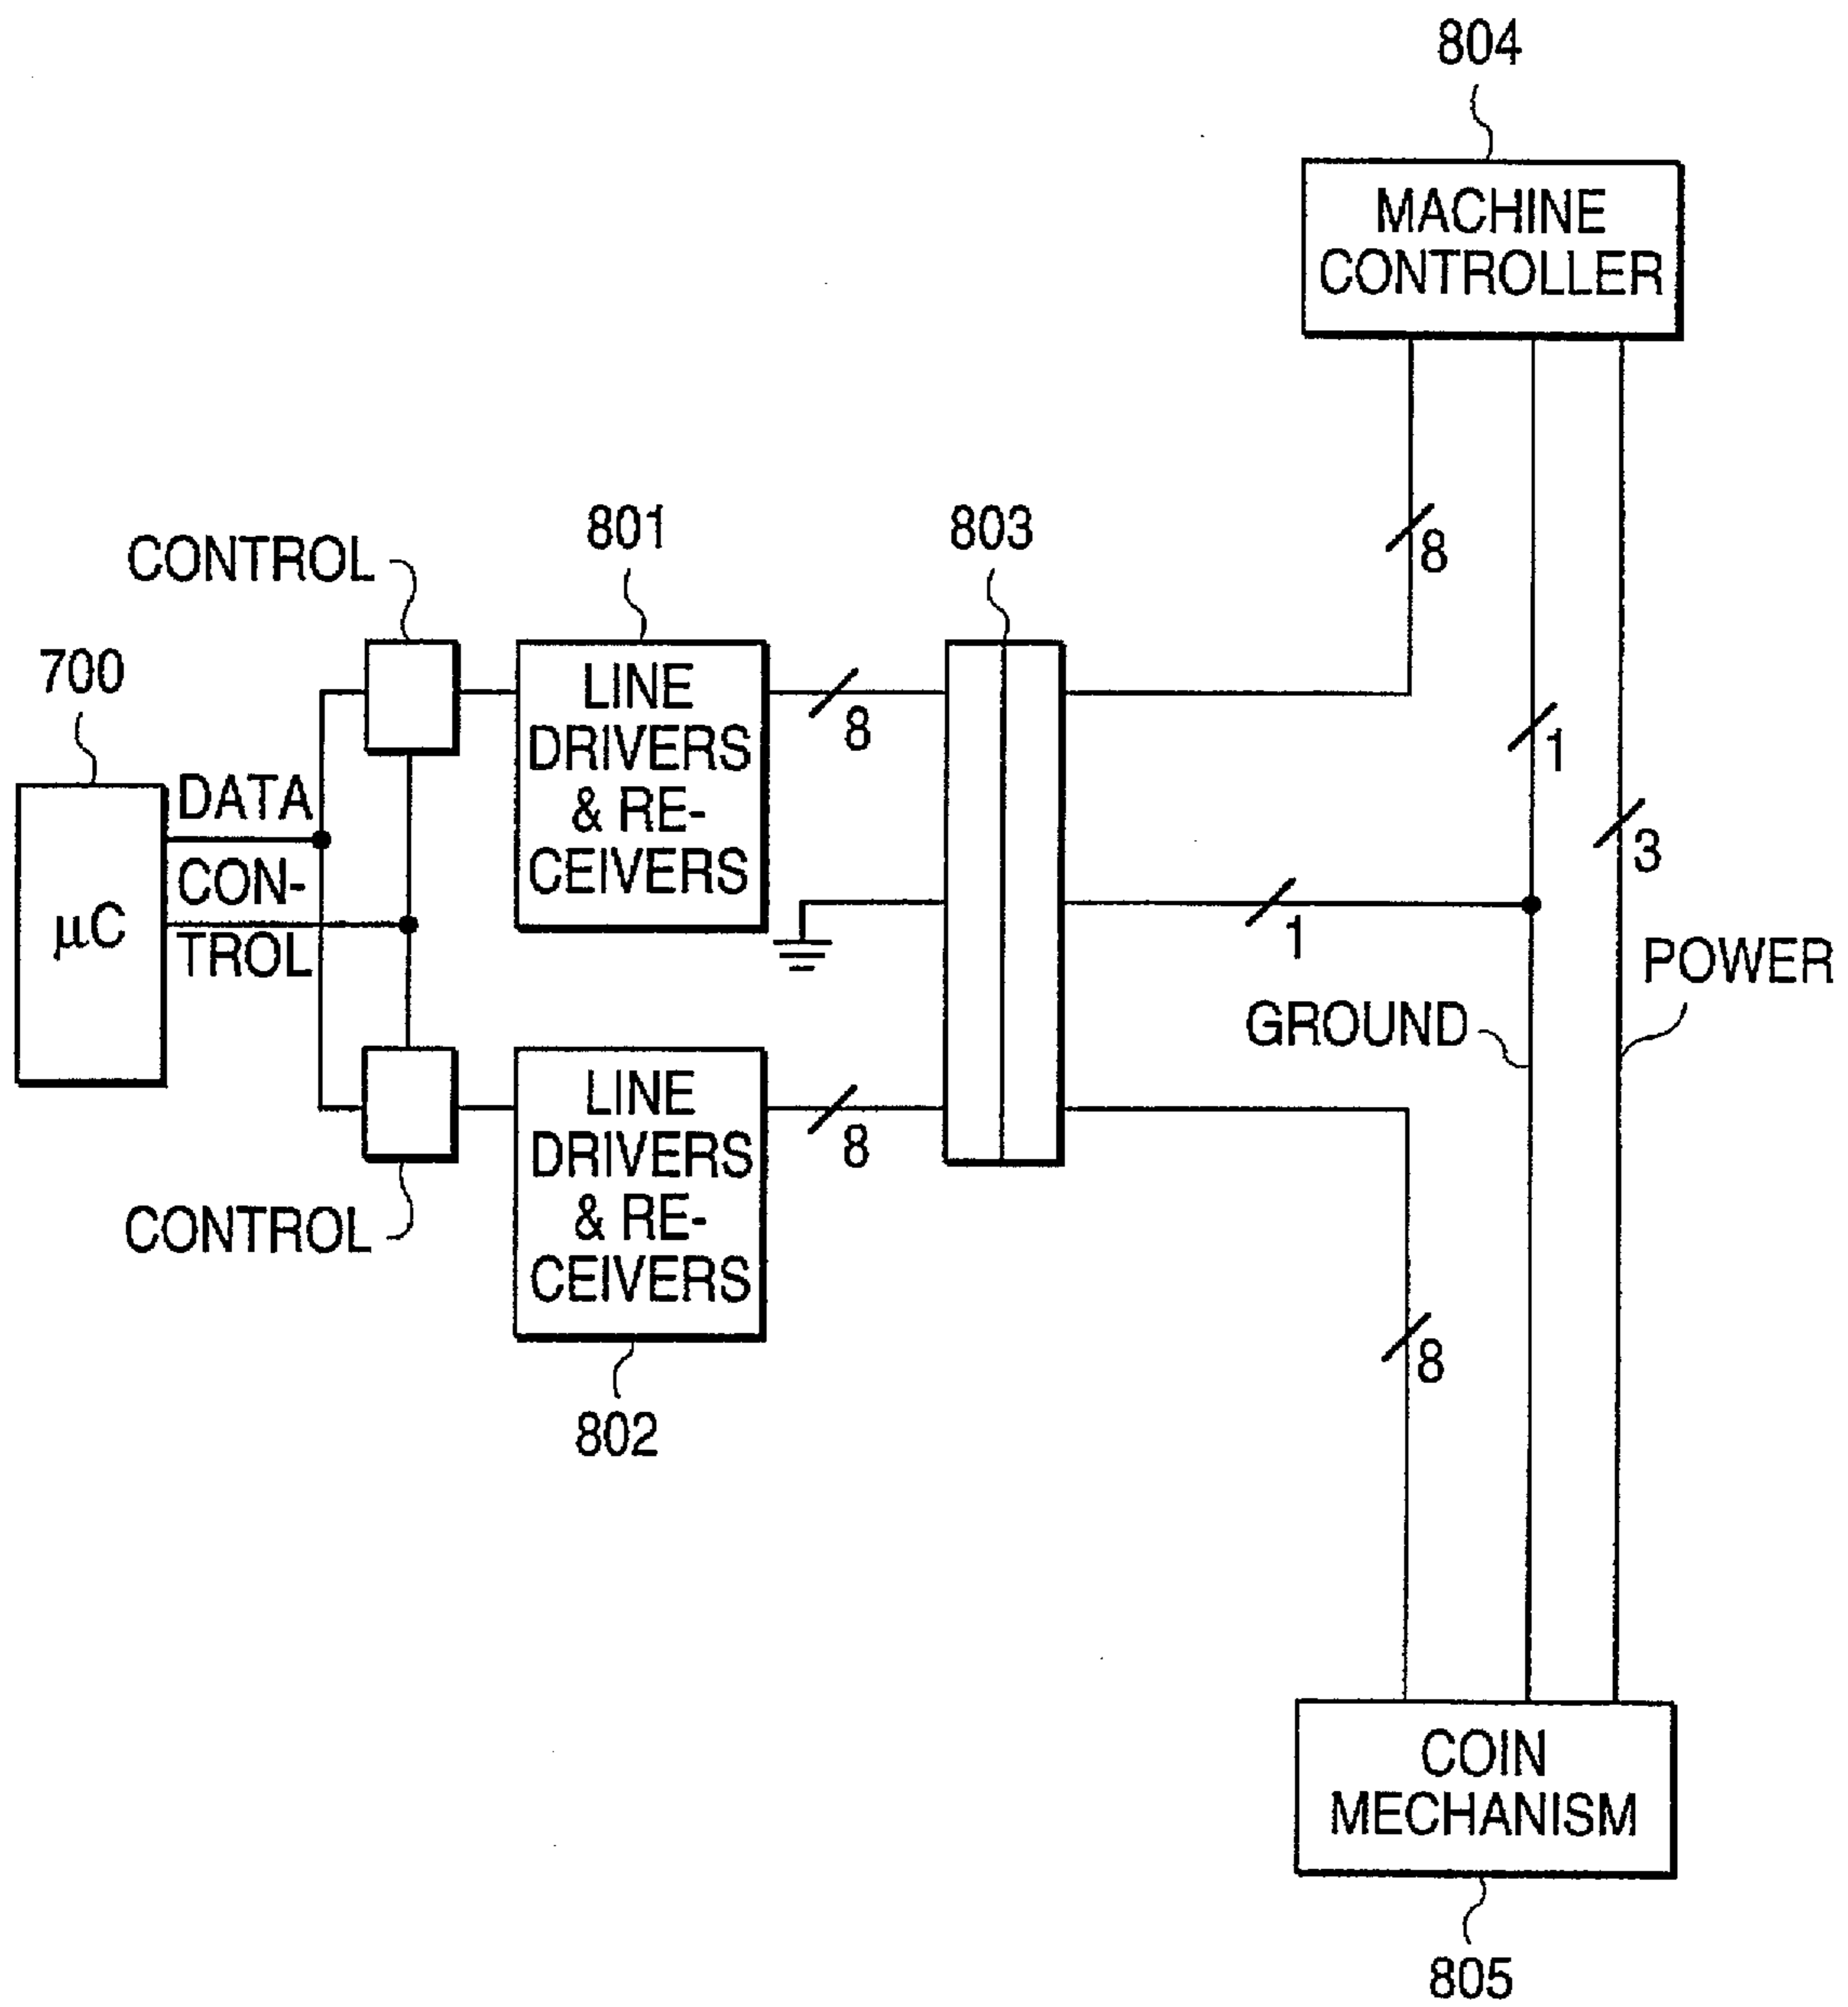 804
MACHINE
CONTROLLER
8
801
803
CONTROL
700
LINE
DRIVERS
& RE-
CEIVERS
8
1
DATA
3
CON-
TROL
μC
1
POWER
GROUND
LINE
DRIVERS
& RE-
CEIVERS
8
CONTROL
8
802
COIN
MECHANISM
805